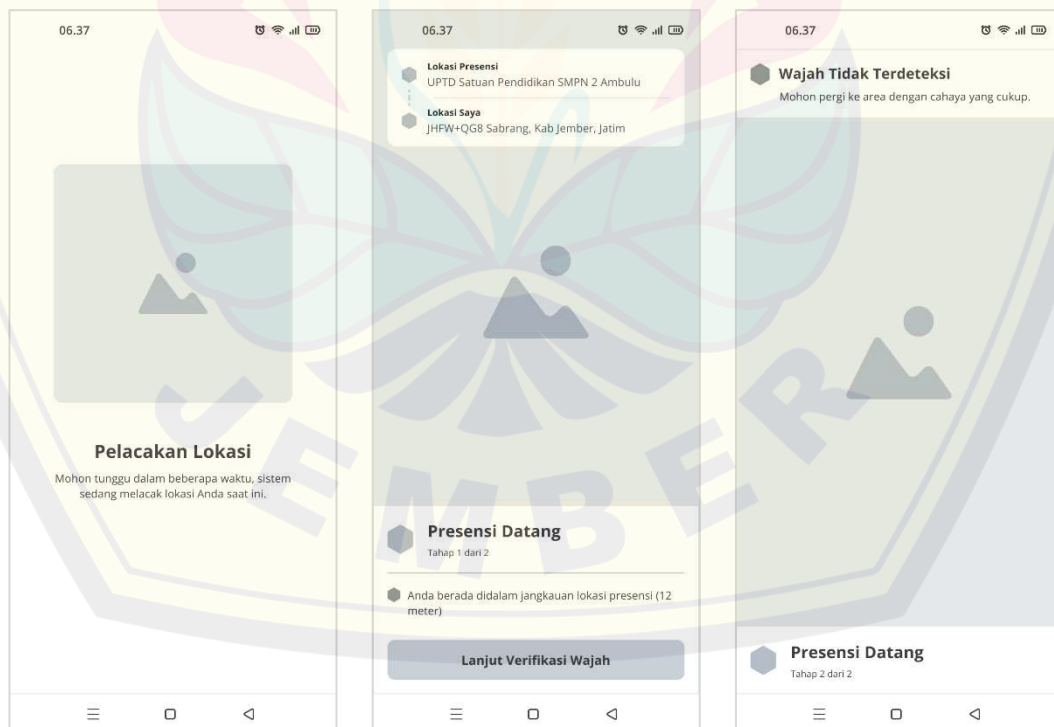 06.37
Pelacakan Lokasi
Mohon tunggu dalam beberapa waktu, sistem
sedang melacak lokasi Anda saat ini.
06.37
Lokasi Presensi
UPTD Satuan Pendidikan SMPN 2 Ambulu
Lokasi Saya
JHFW+QG8 Sabrang, Kab Jember, Jatim
Presensi Datang
Tahap 1 dari 2
Anda berada didalam jangkauan lokasi presensi (12
meter)
Lanjut Verifikasi Wajah
06.37
Wajah Tidak Terdeteksi
Mohon pergi ke area dengan cahaya yang cukup.
Presensi Datang
Tahap 2 dari 2
JEMBER